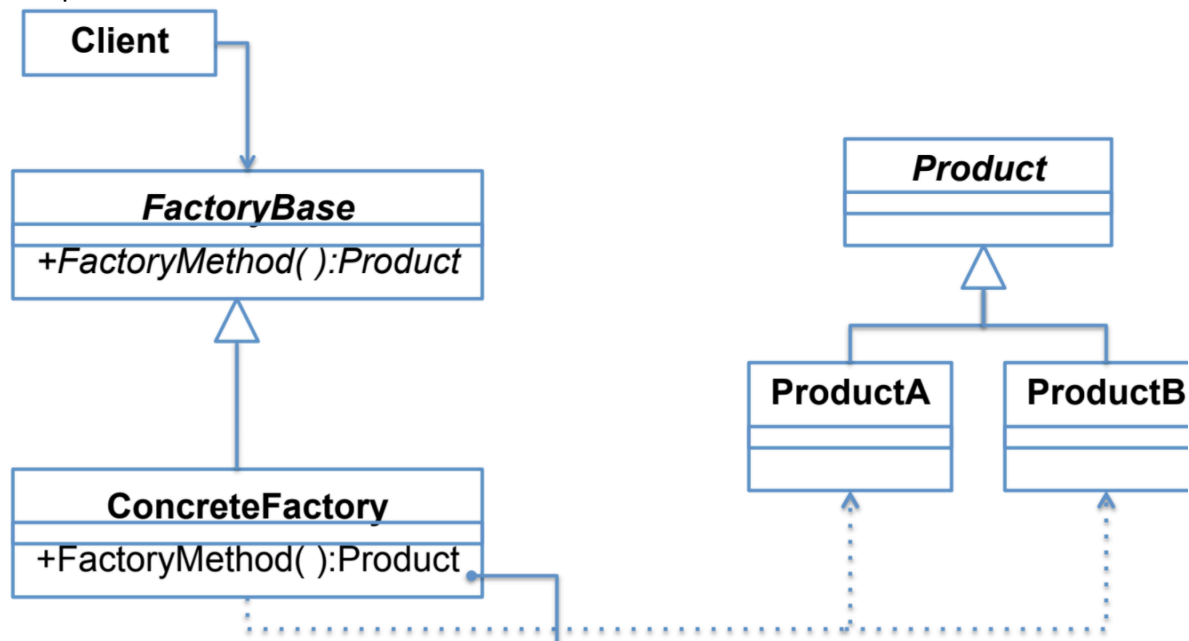 Client
FactoryBase
+FactoryMethod( ):Product
Product
ProductA
ProductB
ConcreteFactory
+FactoryMethod( ):Product